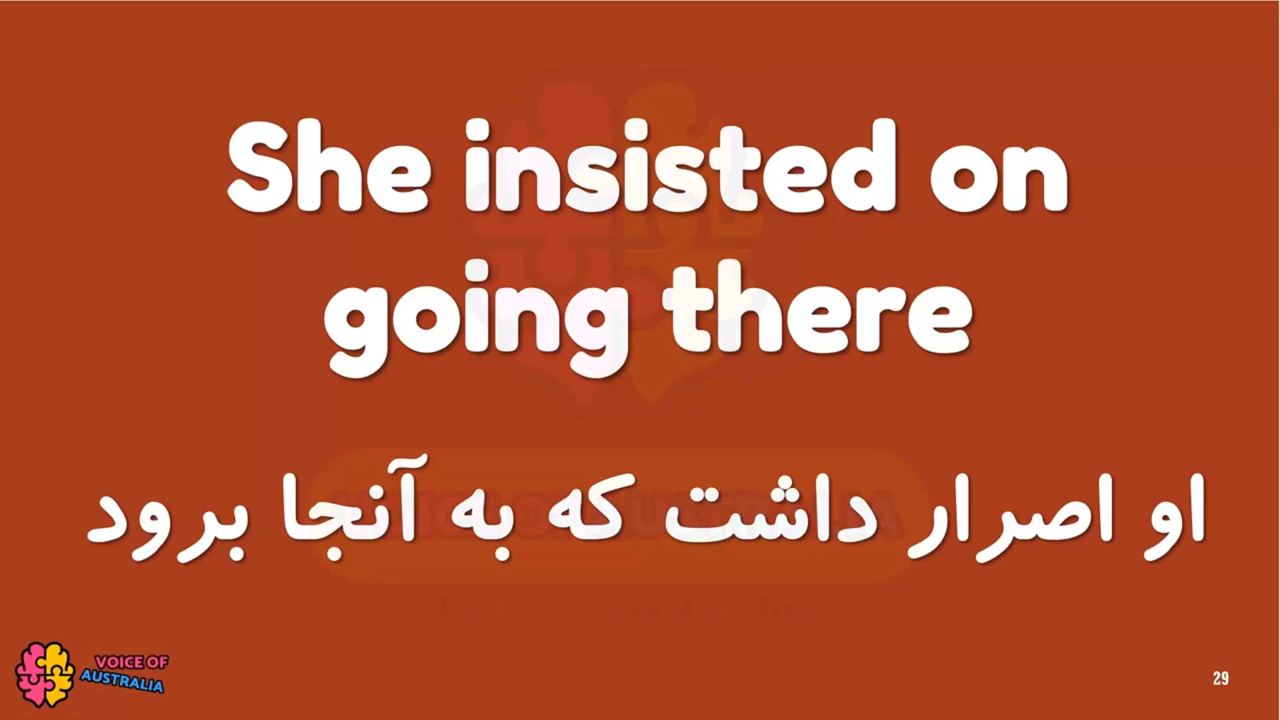 She insisted on
going there
او اصرار داشت که به آنجا برود
VOICE OF
AUSTRALIA
29